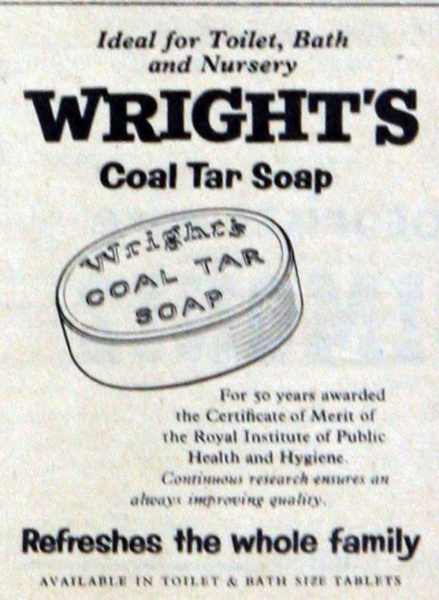 Ideal for Toilet, Bath
and Nursery
WRIGHT'S
Coal Tar Soap
Wright's
COAL TAR
SOAP
For 50 years awarded
the Certificate of Merit of
the Royal Institute of Public
Health and Hygiene.
Continuous research ensures an
always improving quality.
Refreshes the whole family
AVAILABLE IN TOILET & BATH SIZE TABLETS